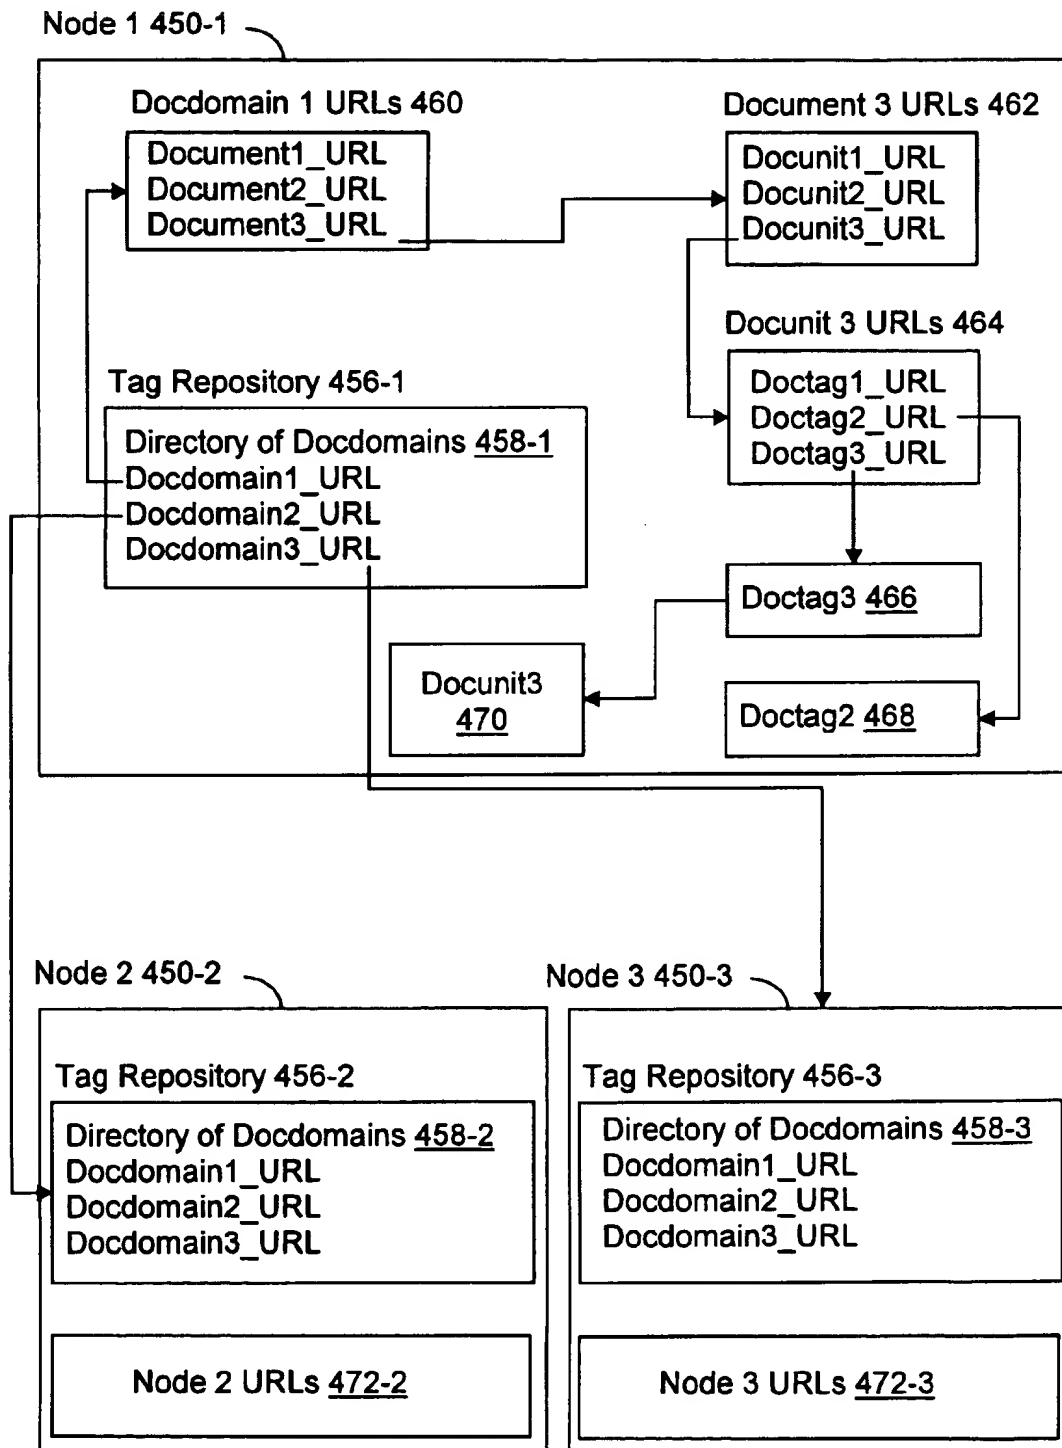 Node 1 450-1
Docdomain 1 URLs 460
Document1_URL
Document2_URL
Document3_URL
Document 3 URLs 462
Docunit1_URL
Docunit2_URL
Docunit3_URL
Docunit 3 URLs 464
Doctag1_URL
Doctag2_URL
Doctag3_URL
Tag Repository 456-1
Directory of Docdomains 458-1
Docdomain1_URL
Docdomain2_URL
Docdomain3_URL
Doctag3 466
Docunit3
470
Doctag2 468
Node 2 450-2
Tag Repository 456-2
Directory of Docdomains 458-2
Docdomain1_URL
Docdomain2_URL
Docdomain3_URL
Node 2 URLs 472-2
Node 3 450-3
Tag Repository 456-3
Directory of Docdomains 458-3
Docdomain1_URL
Docdomain2_URL
Docdomain3_URL
Node 3 URLs 472-3